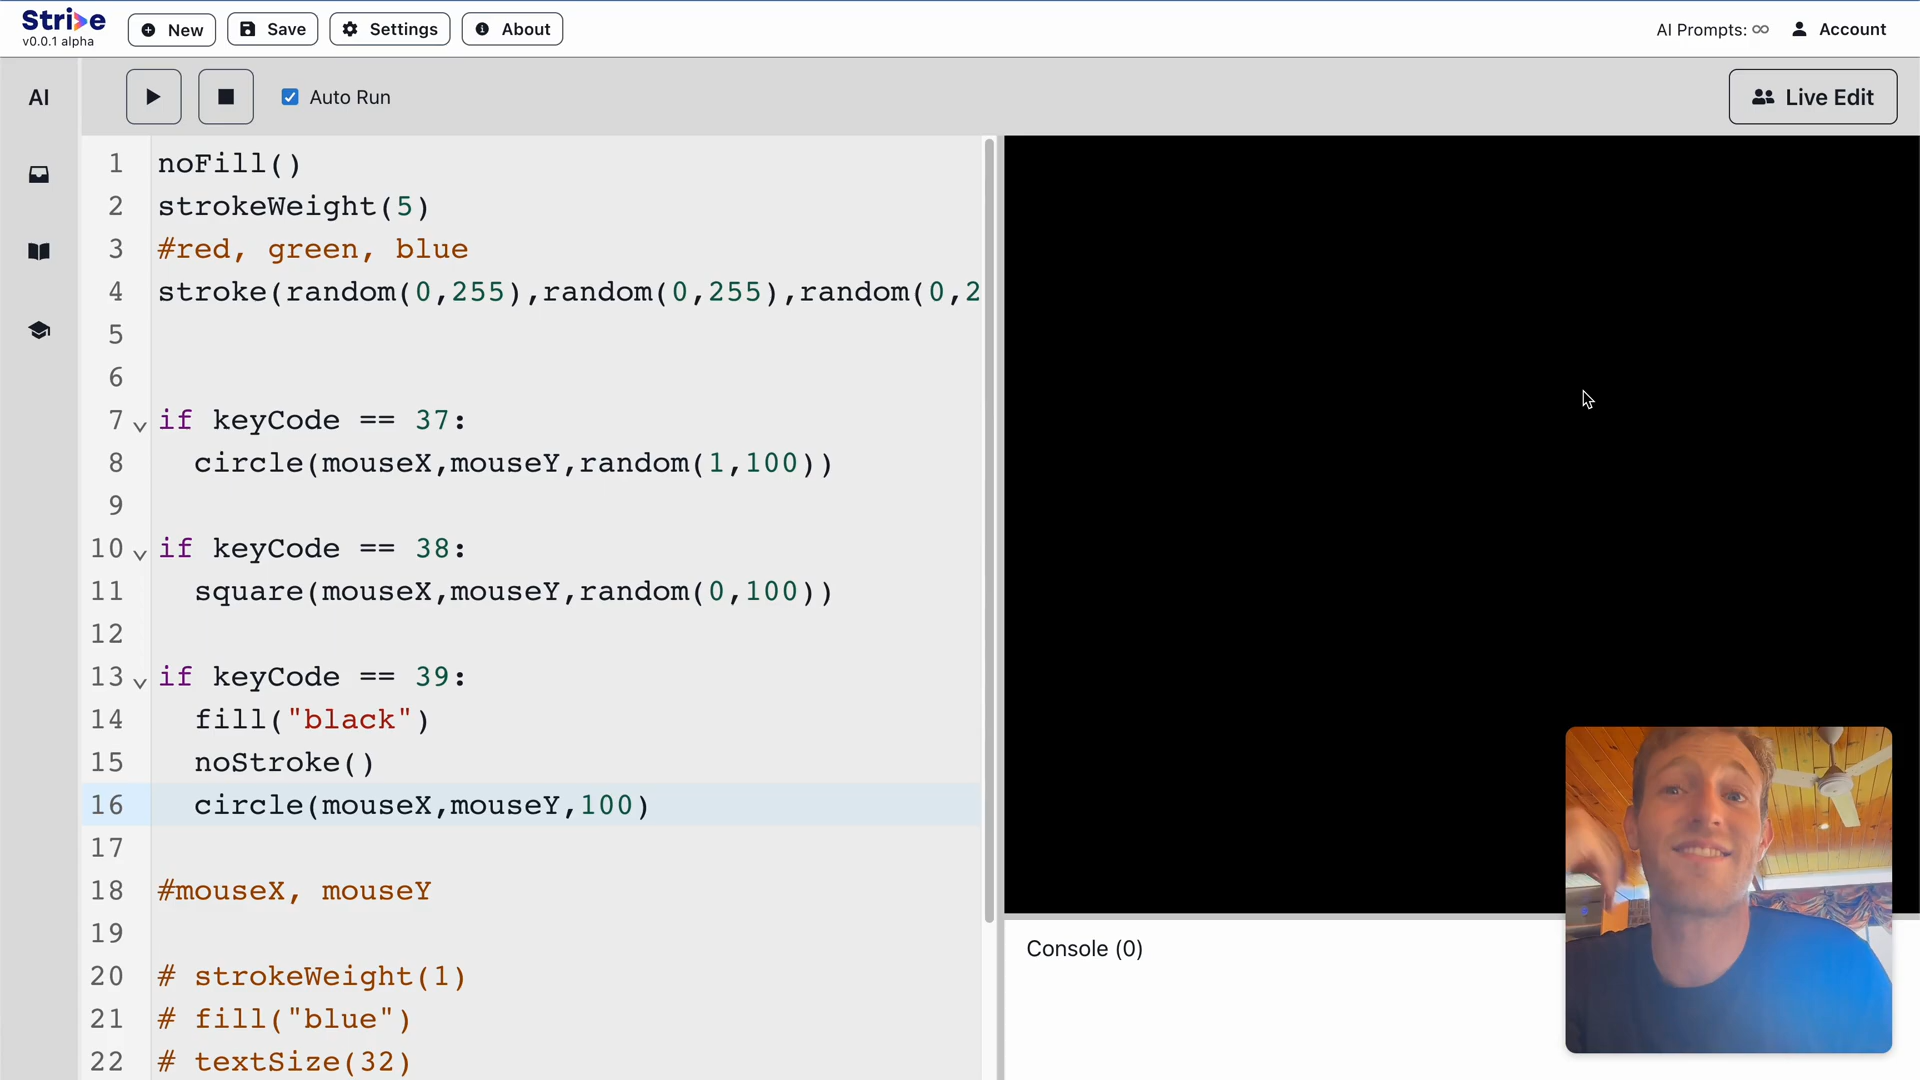 Strive
v0.0.1 alpha
New
Save
Settings
About
AI Prompts: ∞
Account
AI
Auto Run
Live Edit
1 noFill()
2 strokeWeight(5)
3 #red, green, blue
4 stroke(random(0,255),random(0,255),random(0,2
5
6
7 if keyCode == 37:
8 circle(mouseX,mouseY,random(1,100))
9
10 if keyCode == 38:
11 square(mouseX,mouseY,random(0,100))
12
13 if keyCode == 39:
14 fill("black")
15 noStroke()
16 circle(mouseX,mouseY,100)
17
18 #mouseX, mouseY
19
20 # strokeWeight(1)
21 # fill("blue")
22 # textSize(32)
Console (0)